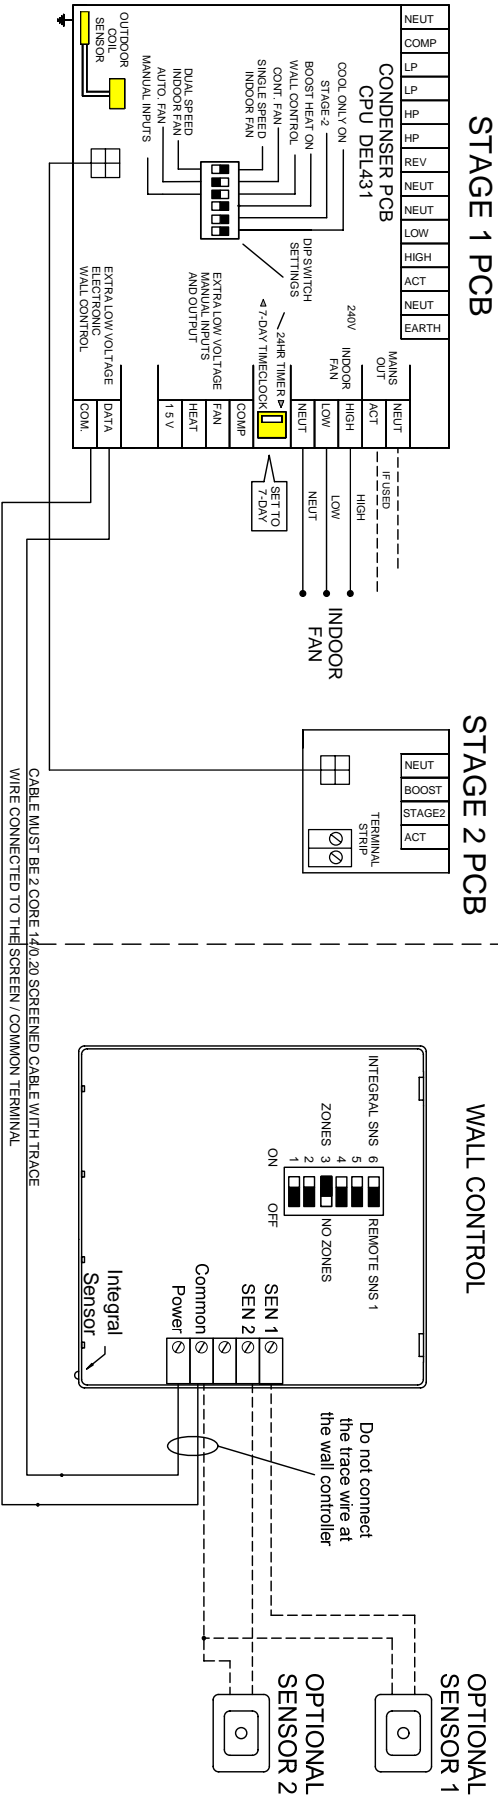 STAGE 1 PCB
NEUT
COMP
LP
LP
HP
HP
REV
NEUT
NEUT
LOW
HIGH
ACT
NEUT
EARTH
CONDENSER PCB
CPU DEL431
OUTDOOR
COIL
SENSOR
COOL ONLY ON
STAGE-2
BOOST HEAT ON
WALL CONTROL
CONT. FAN
SINGLE SPEED
INDOOR FAN
DUAL SPEED
INDOOR FAN
AUTO. FAN
MANUAL INPUTS
DIPSWITCH
SETTINGS
MAINS
OUT
NEUT
ACT
IF USED
240V
INDOOR
FAN
HIGH
LOW
NEUT
HIGH
LOW
NEUT
INDOOR
FAN
24HR TIMER
7-DAY TIMECLOCK
SET TO
7-DAY
EXTRA LOW VOLTAGE
MANUAL INPUTS
AND OUTPUT
COMP
FAN
HEAT
15V
EXTRA LOW VOLTAGE
ELECTRONIC
WALL CONTROL
DATA
COM.
STAGE 2 PCB
NEUT
BOOST
STAGE2
ACT
TERMINAL
STRIP
CABLE MUST BE 2 CORE 14/0.20 SCREENED CABLE WITH TRACE
WIRE CONNECTED TO THE SCREEN / COMMON TERMINAL
WALL CONTROL
INTEGRAL SNS 6 REMOTE SNS 1
5
4
ZONES 3 NO ZONES
2
1
ON OFF
SEN 1
SEN 2
Common
Power
Integral
Sensor
Do not connect
the trace wire at
the wall controller
OPTIONAL
SENSOR 1
OPTIONAL
SENSOR 2